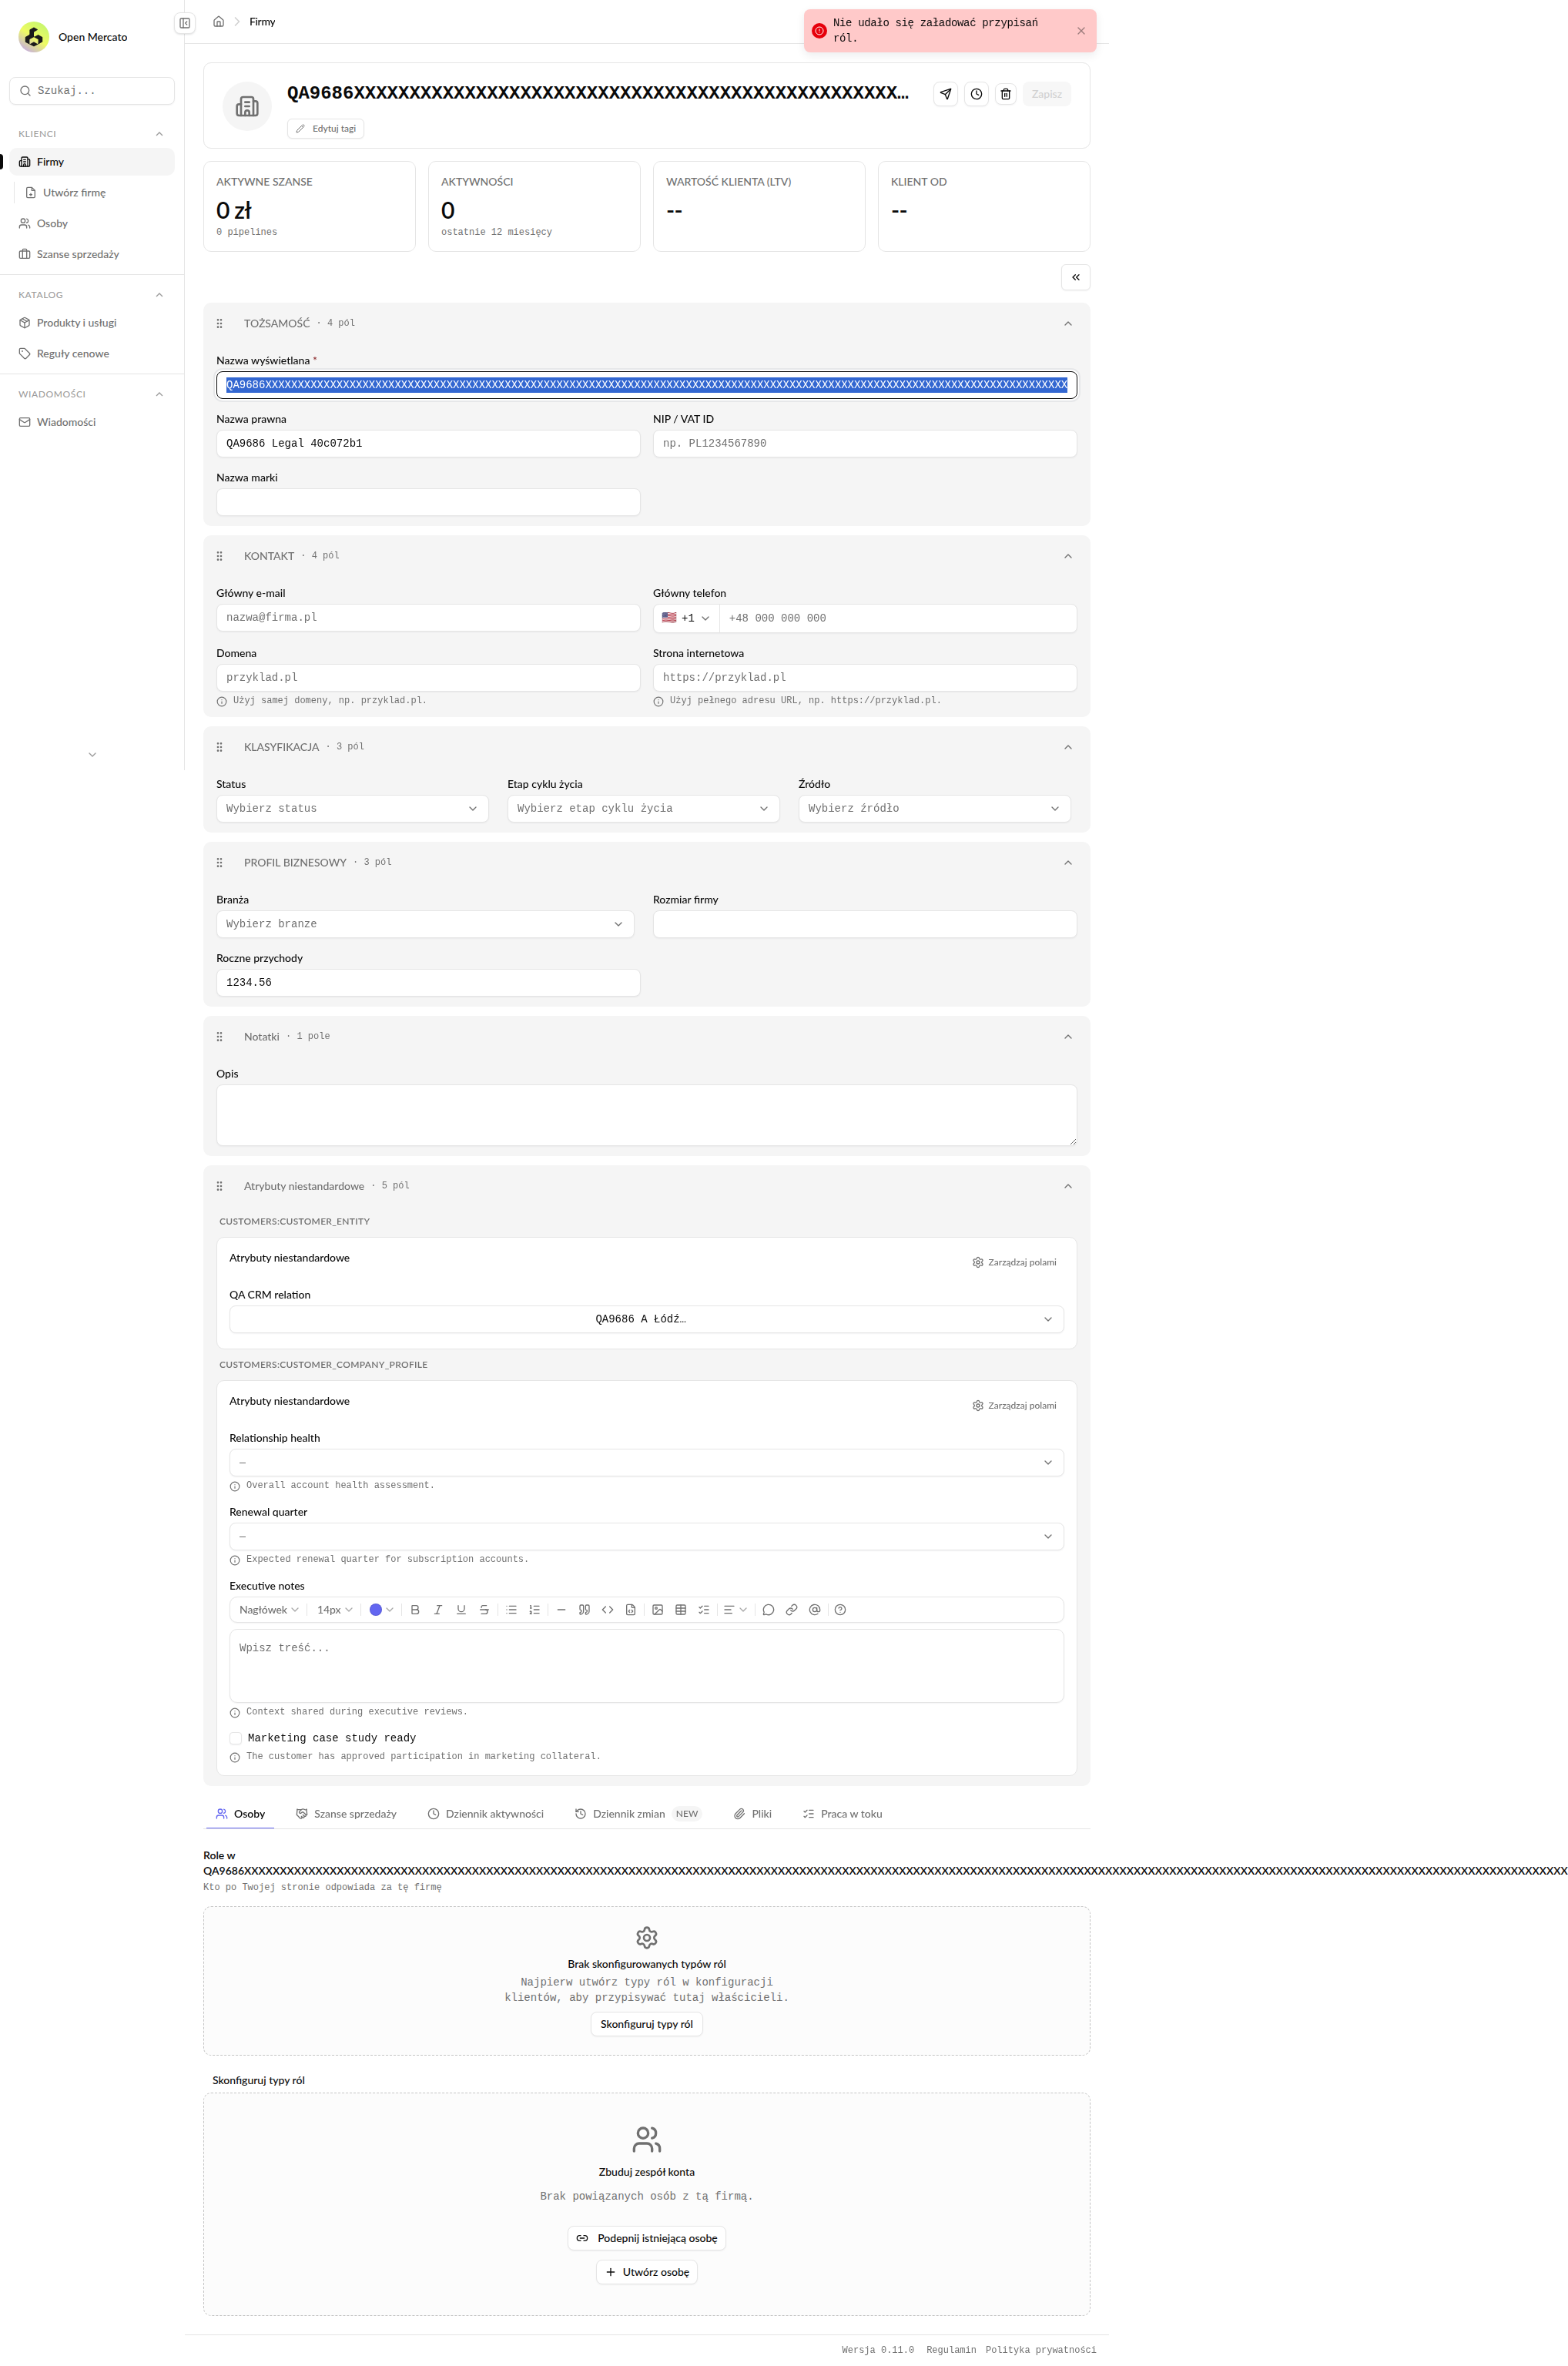 Open Mercato
Szukaj...
KLIENCI
Firmy
Utwórz firmę
Osoby
Szanse sprzedaży
KATALOG
Produkty i usługi
Reguły cenowe
WIADOMOŚCI
Wiadomości
Firmy
Nie udało się załadować przypisań
ról.
Zapisz
Edytuj tagi
AKTYWNE SZANSE
0 zł
0 pipelines
AKTYWNOŚCI
0
ostatnie 12 miesięcy
WARTOŚĆ KLIENTA (LTV)
--
KLIENT OD
--
TOŻSAMOŚĆ · 4 pól
Nazwa wyświetlana *
Nazwa prawna
QA9686 Legal 40c072b1
NIP / VAT ID
np. PL1234567890
Nazwa marki
KONTAKT · 4 pól
Główny e-mail
nazwa@firma.pl
Główny telefon
+1 +48 000 000 000
Domena
przyklad.pl
Użyj samej domeny, np. przyklad.pl.
Strona internetowa
https://przyklad.pl
Użyj pełnego adresu URL, np. https://przyklad.pl.
KLASYFIKACJA · 3 pól
Status
Wybierz status
Etap cyklu życia
Wybierz etap cyklu życia
Źródło
Wybierz źródło
PROFIL BIZNESOWY · 3 pól
Branża
Wybierz branze
Rozmiar firmy
Roczne przychody
1234.56
Notatki · 1 pole
Opis
Atrybuty niestandardowe · 5 pól
CUSTOMERS:CUSTOMER_ENTITY
Atrybuty niestandardowe
Zarządzaj polami
QA CRM relation
QA9686 A Łódź…
CUSTOMERS:CUSTOMER_COMPANY_PROFILE
Atrybuty niestandardowe
Zarządzaj polami
Relationship health
—
Overall account health assessment.
Renewal quarter
—
Expected renewal quarter for subscription accounts.
Executive notes
Nagłówek 14px
Wpisz treść...
Context shared during executive reviews.
Marketing case study ready
The customer has approved participation in marketing collateral.
Osoby
Szanse sprzedaży
Dziennik aktywności
Dziennik zmian NEW
Pliki
Praca w toku
Role w
Kto po Twojej stronie odpowiada za tę firmę
Brak skonfigurowanych typów ról
Najpierw utwórz typy ról w konfiguracji
klientów, aby przypisywać tutaj właścicieli.
Skonfiguruj typy ról
Skonfiguruj typy ról
Zbuduj zespół konta
Brak powiązanych osób z tą firmą.
Podepnij istniejącą osobę
Utwórz osobę
Wersja 0.11.0 Regulamin Polityka prywatności